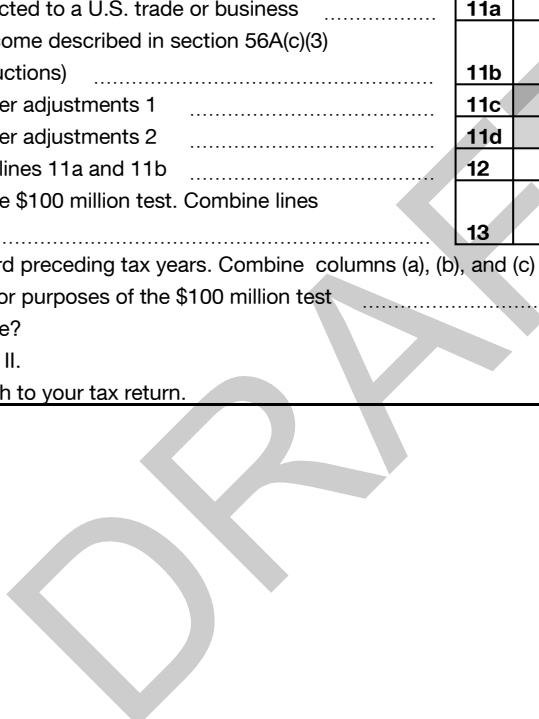 cted to a U.S. trade or business 11a
come described in section 56A(c)(3)
uctions) 11b
er adjustments 1 11c
er adjustments 2 11d
lines 11a and 11b 12
e $100 million test. Combine lines
13
rd preceding tax years. Combine columns (a), (b), and (c)
or purposes of the $100 million test
e?
II.
h to your tax return.
DRAF